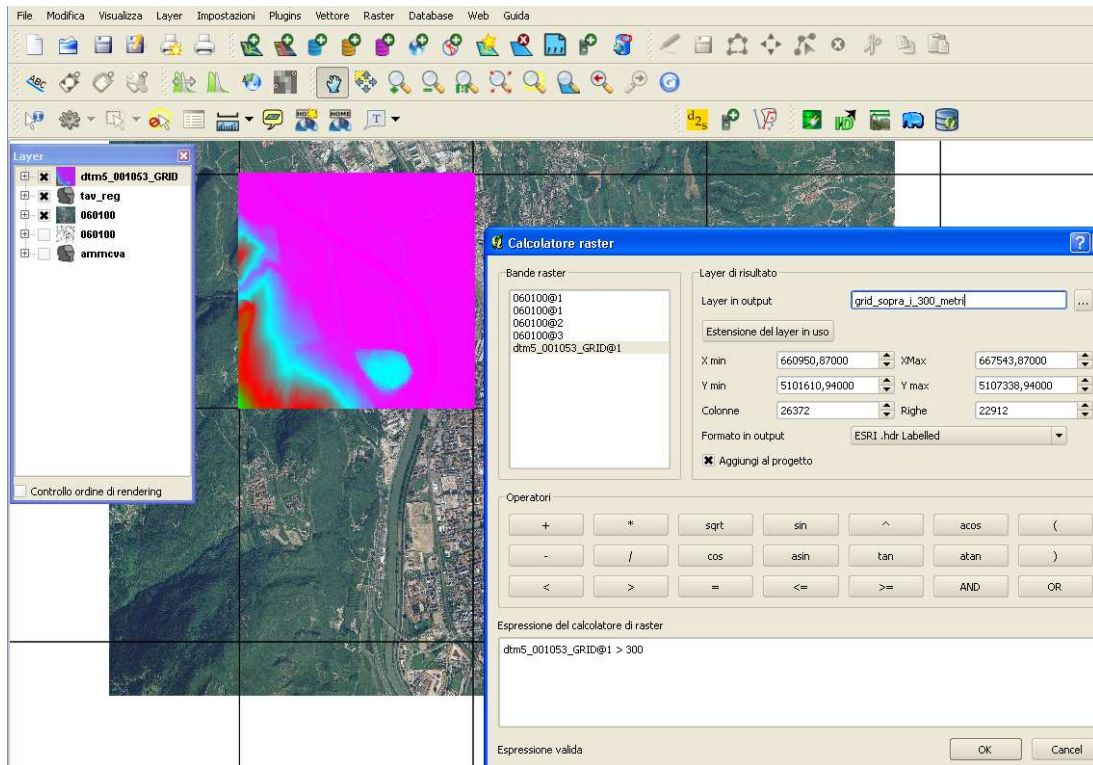 File Modifica Visualizza Layer Impostazioni Plugins Vettore Raster Database Web Guida
ABC
T
d2s
Layer
dtm5_001053_GRID
tav_reg
060100
060100
ammcva
Controllo ordine di rendering
Calcolatore raster
Bande raster
060100@1
060100@1
060100@2
060100@3
dtm5_001053_GRID@1
Layer di risultato
Layer in output grid_sopra_i_300_metri ...
Estensione del layer in uso
X min 660950,87000 XMax 667543,87000
Y min 5101610,94000 Y max 5107338,94000
Colonne 26372 Righe 22912
Formato in output ESRI .hdr Labelled
Aggiungi al progetto
Operatori
+ * sqrt sin ^ acos (
- / cos asin tan atan )
< > = <= >= AND OR
Espressione del calcolatore di raster
dtm5_001053_GRID@1 > 300
Espressione valida OK Cancel